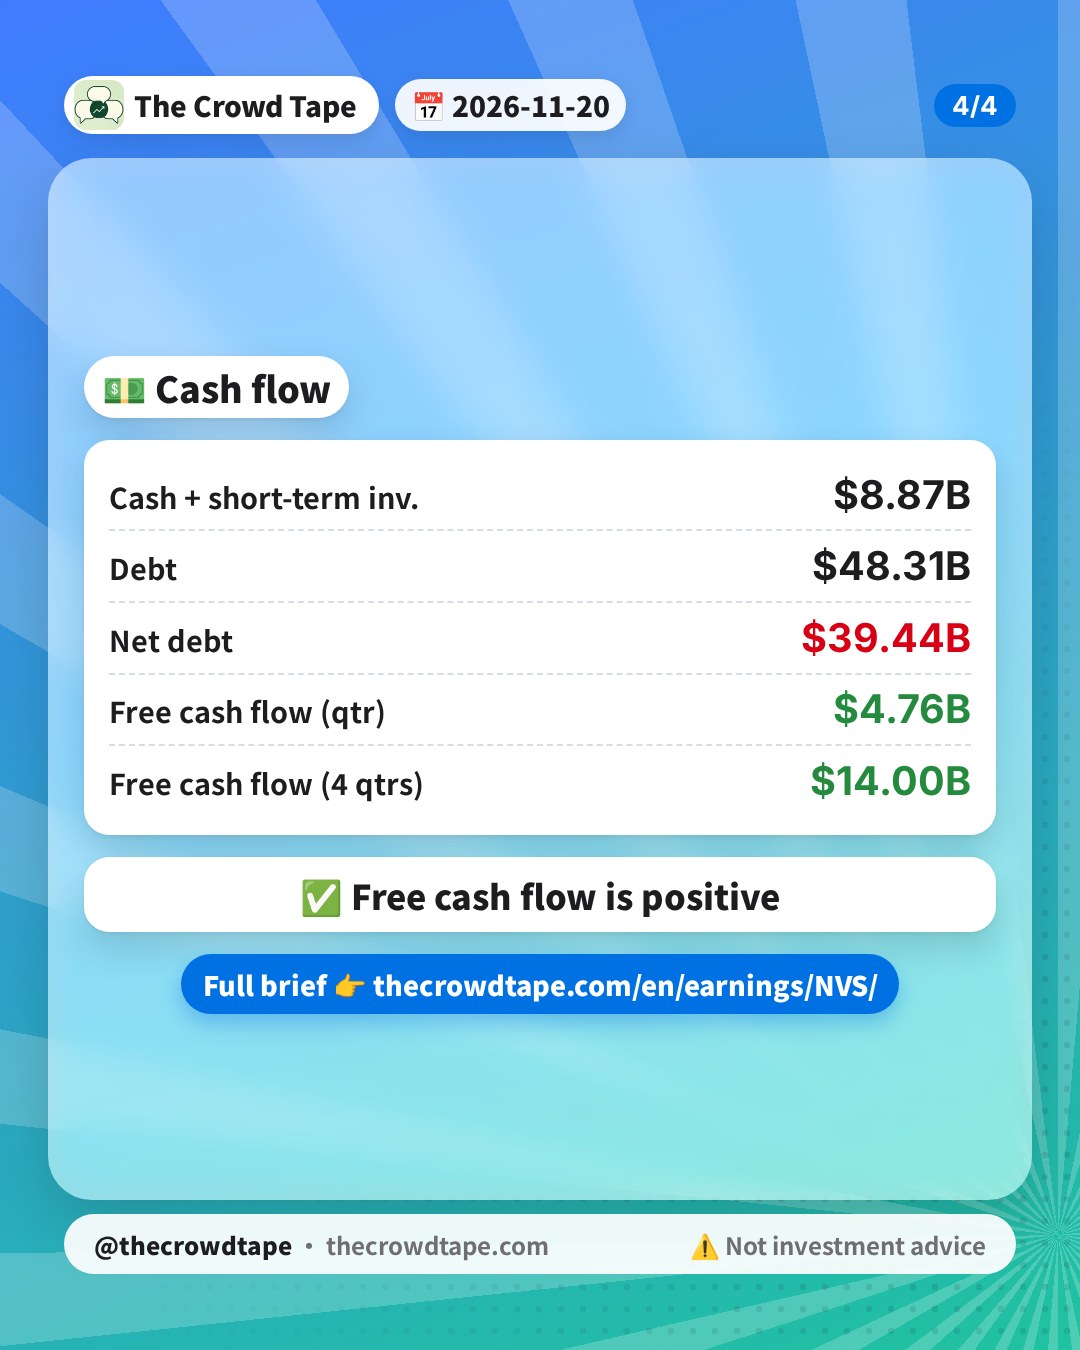 The Crowd Tape
2026-11-20
4/4
Cash flow
Cash + short-term inv. $8.87B
Debt $48.31B
Net debt $39.44B
Free cash flow (qtr) $4.76B
Free cash flow (4 qtrs) $14.00B
✅ Free cash flow is positive
Full brief 👉 thecrowdtape.com/en/earnings/NVS/
@thecrowdtape • thecrowdtape.com
⚠️ Not investment advice